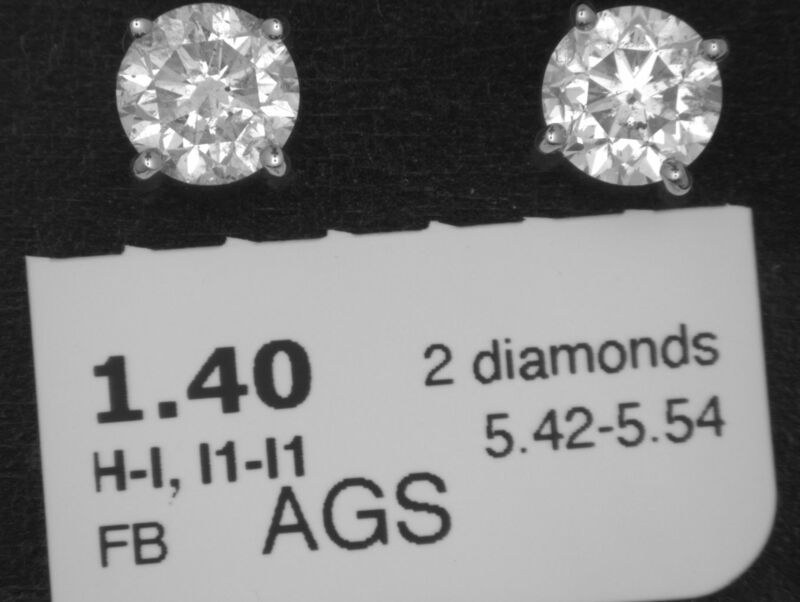 1.40 2 diamonds
H-I, I1-I1 5.42-5.54
FB AGS